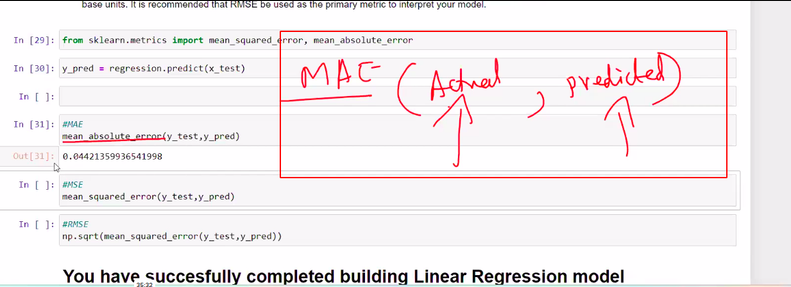 base units. It is recommended that RMSE be used as the primary metric to interpret your model.
In [29]: from sklearn.metrics import mean_squared_error, mean_absolute_error
In [30]: y_pred = regression.predict(x_test)
MAE (Actual , predicted)
In [ ]:
In [31]: #MAE
mean_absolute_error(y_test,y_pred)
Out[31]: 0.04421359936541998
In [ ]: #MSE
mean_squared_error(y_test,y_pred)
In [ ]: #RMSE
np.sqrt(mean_squared_error(y_test,y_pred))
You have succesfully completed building Linear Regression model
35:32